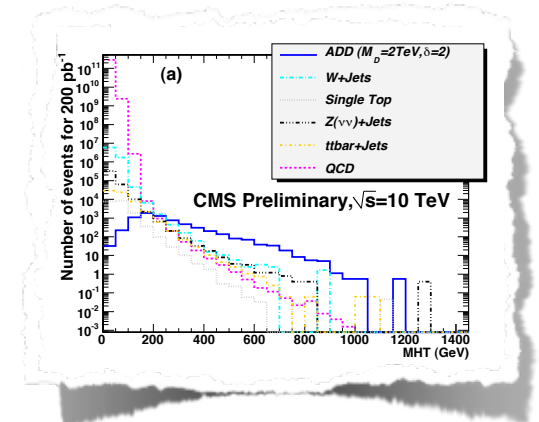 ADD (M_D=2TeV,δ=2)
W+Jets
Single Top
Z(νν)+Jets
ttbar+Jets
QCD
(a)
CMS Preliminary,√s=10 TeV
Number of events for 200 pb⁻¹
10¹¹
10¹⁰
10⁹
10⁸
10⁷
10⁶
10⁵
10⁴
10³
10²
10
1
10⁻¹
10⁻²
10⁻³
0 200 400 600 800 1000 1200 1400
MHT (GeV)